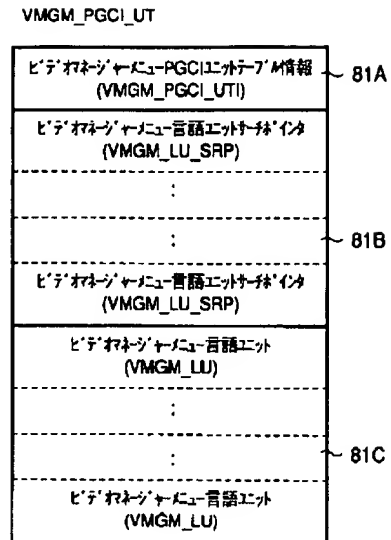 VMGM_PGCI_UT
ビデオマネージャーメニューPGCIユニットテーブル情報
(VMGM_PGCI_UTI)
81A
ビデオマネージャーメニュー言語ユニットサーチポインタ
(VMGM_LU_SRP)
:
:
81B
ビデオマネージャーメニュー言語ユニットサーチポインタ
(VMGM_LU_SRP)
ビデオマネージャーメニュー言語ユニット
(VMGM_LU)
:
:
81C
ビデオマネージャーメニュー言語ユニット
(VMGM_LU)